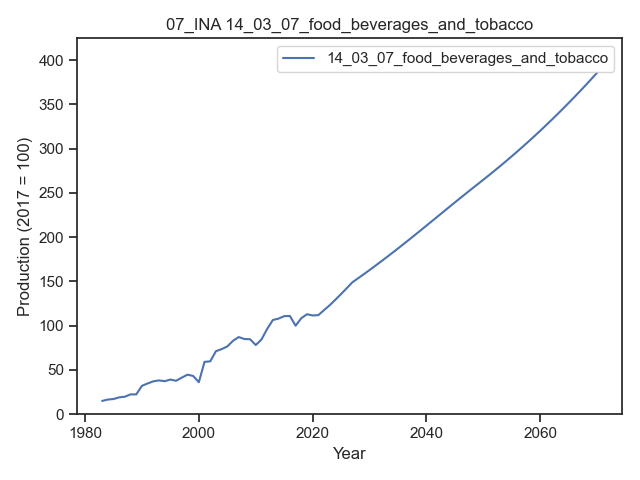 07_INA 14_03_07_food_beverages_and_tobacco
14_03_07_food_beverages_and_tobacco
Production (2017 = 100)
400
350
300
250
200
150
100
50
0
1980 2000 2020 2040 2060
Year